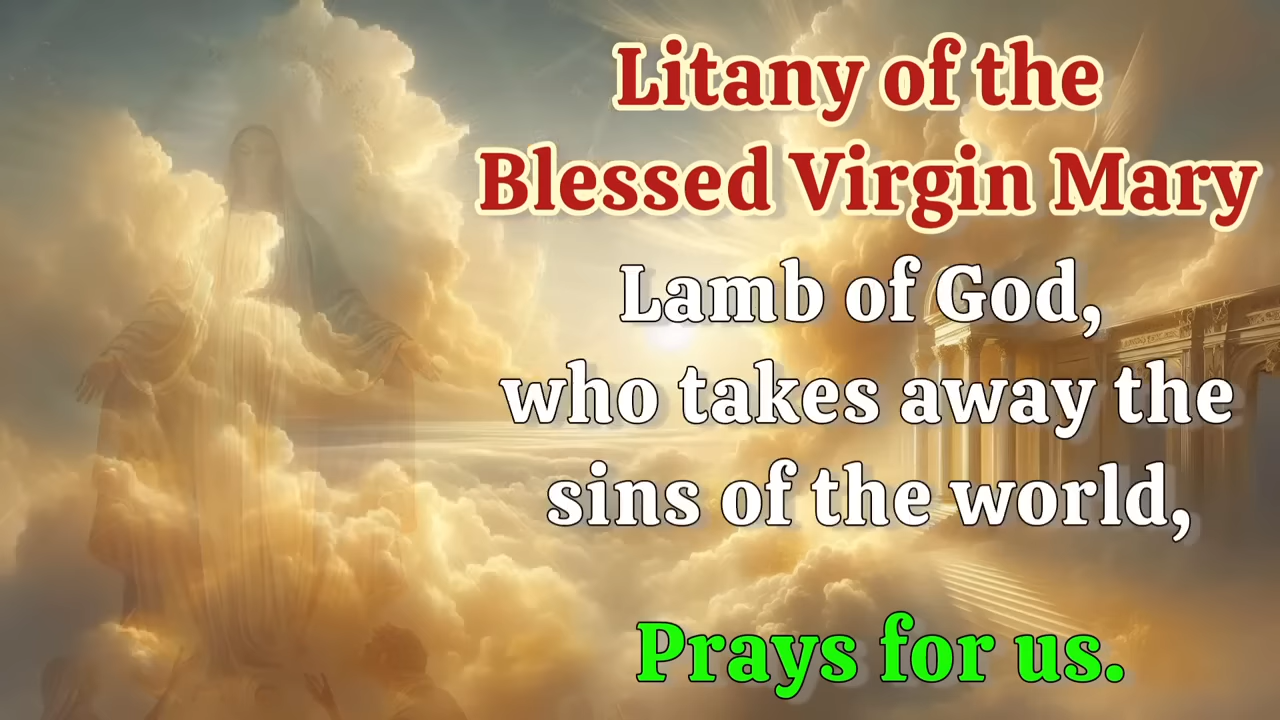 Litany of the
Blessed Virgin Mary
Lamb of God,
who takes away the
sins of the world,
Prays for us.